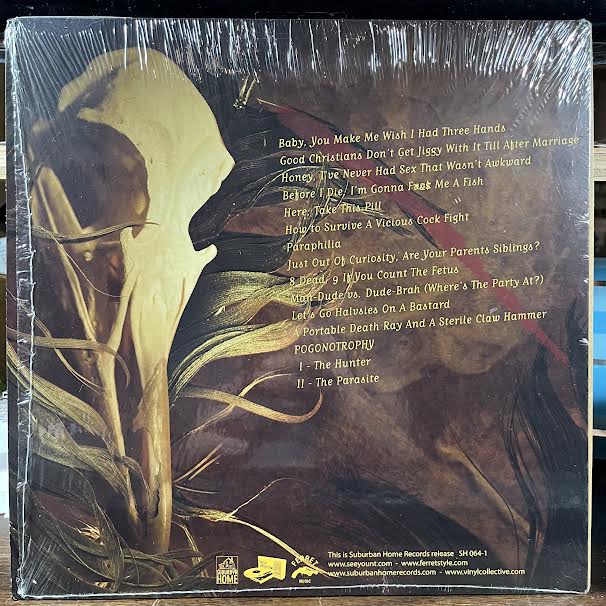 Baby, You Make Me Wish I Had Three Hands
Good Christians Don't Get Jiggy With It Till After Marriage
Honey, I've Never Had Sex That Wasn't Awkward
Before I Die, I'm Gonna F**k Me A Fish
Here, Take This Pill
How to Survive A Vicious Cock Fight
Paraphilia
Just Out Of Curiosity, Are Your Parents Siblings?
8 Dead, 9 If You Count The Fetus
Man-Dude vs. Dude-Brah (Where's The Party At?)
Let's Go Halvsies On A Bastard
A Portable Death Ray And A Sterile Claw Hammer
POGONOTROPHY
I - The Hunter
II - The Parasite
This is Suburban Home Records release SH 064-1
www.seeyount.com - www.ferretstyle.com
www.suburbanhomerecords.com - www.vinylcollective.com
SUBURBAN
HOME
FERRET
MUSIC